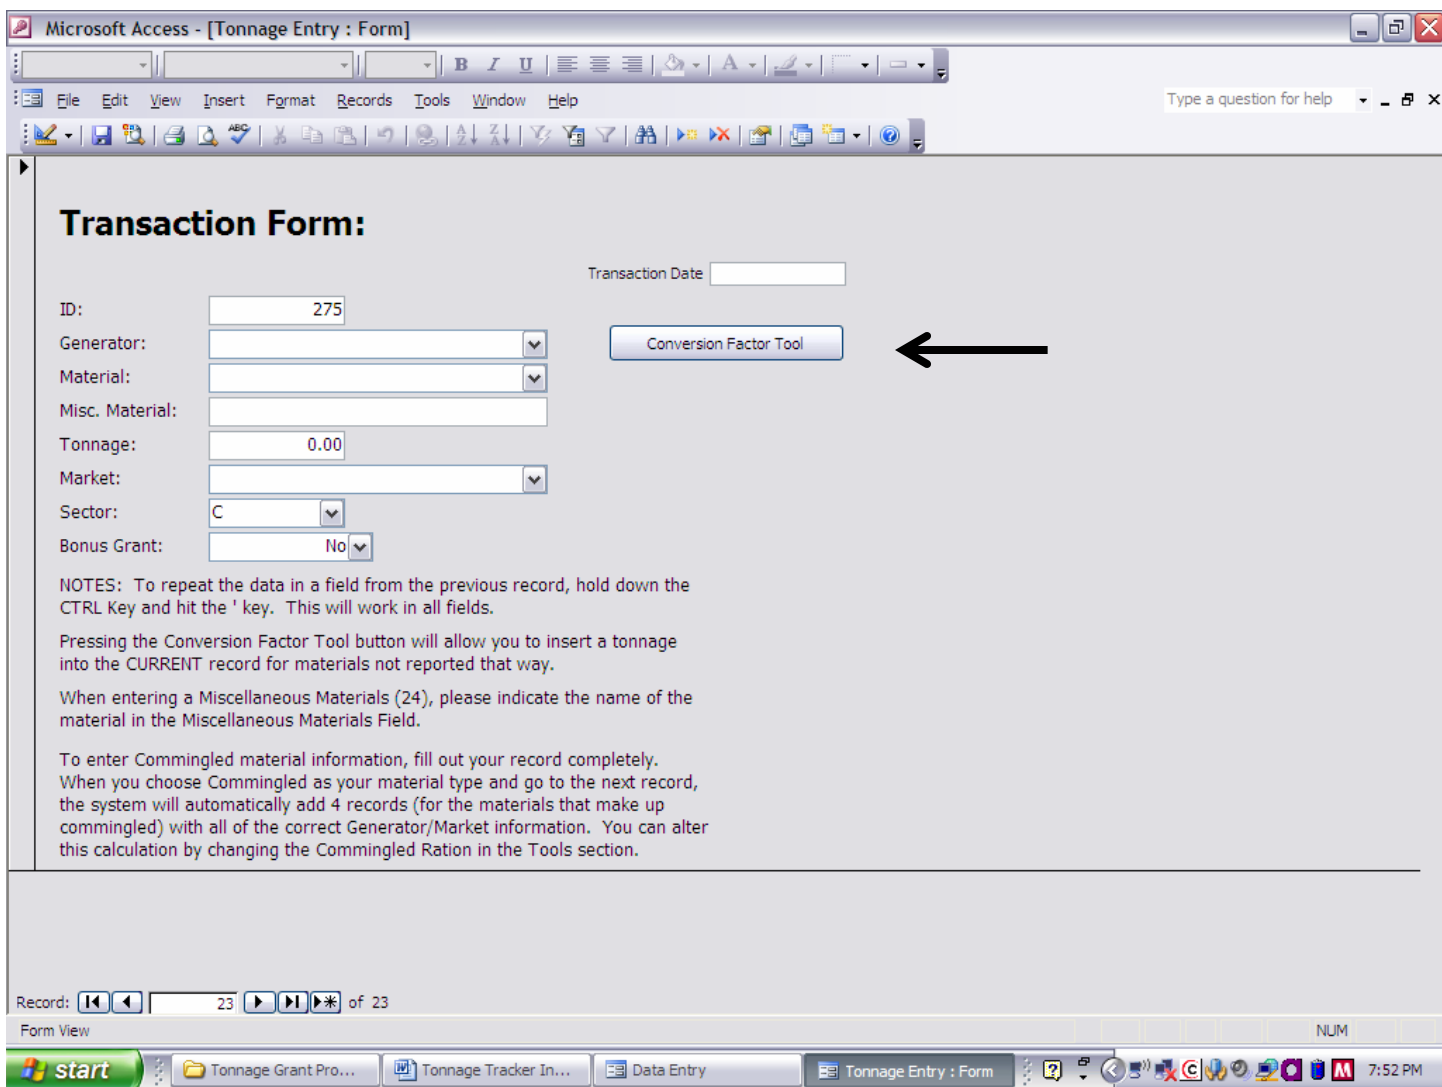 Microsoft Access - [Tonnage Entry : Form]
B I U A
File Edit View Insert Format Records Tools Window Help Type a question for help
Transaction Form:
Transaction Date
ID: 275
Generator: Conversion Factor Tool
Material:
Misc. Material:
Tonnage: 0.00
Market:
Sector: C
Bonus Grant: No
NOTES: To repeat the data in a field from the previous record, hold down the
CTRL Key and hit the ' key. This will work in all fields.
Pressing the Conversion Factor Tool button will allow you to insert a tonnage
into the CURRENT record for materials not reported that way.
When entering a Miscellaneous Materials (24), please indicate the name of the
material in the Miscellaneous Materials Field.
To enter Commingled material information, fill out your record completely.
When you choose Commingled as your material type and go to the next record,
the system will automatically add 4 records (for the materials that make up
commingled) with all of the correct Generator/Market information. You can alter
this calculation by changing the Commingled Ration in the Tools section.
Record: 23 of 23
Form View NUM
start Tonnage Grant Pro... Tonnage Tracker In... Data Entry Tonnage Entry : Form 7:52 PM